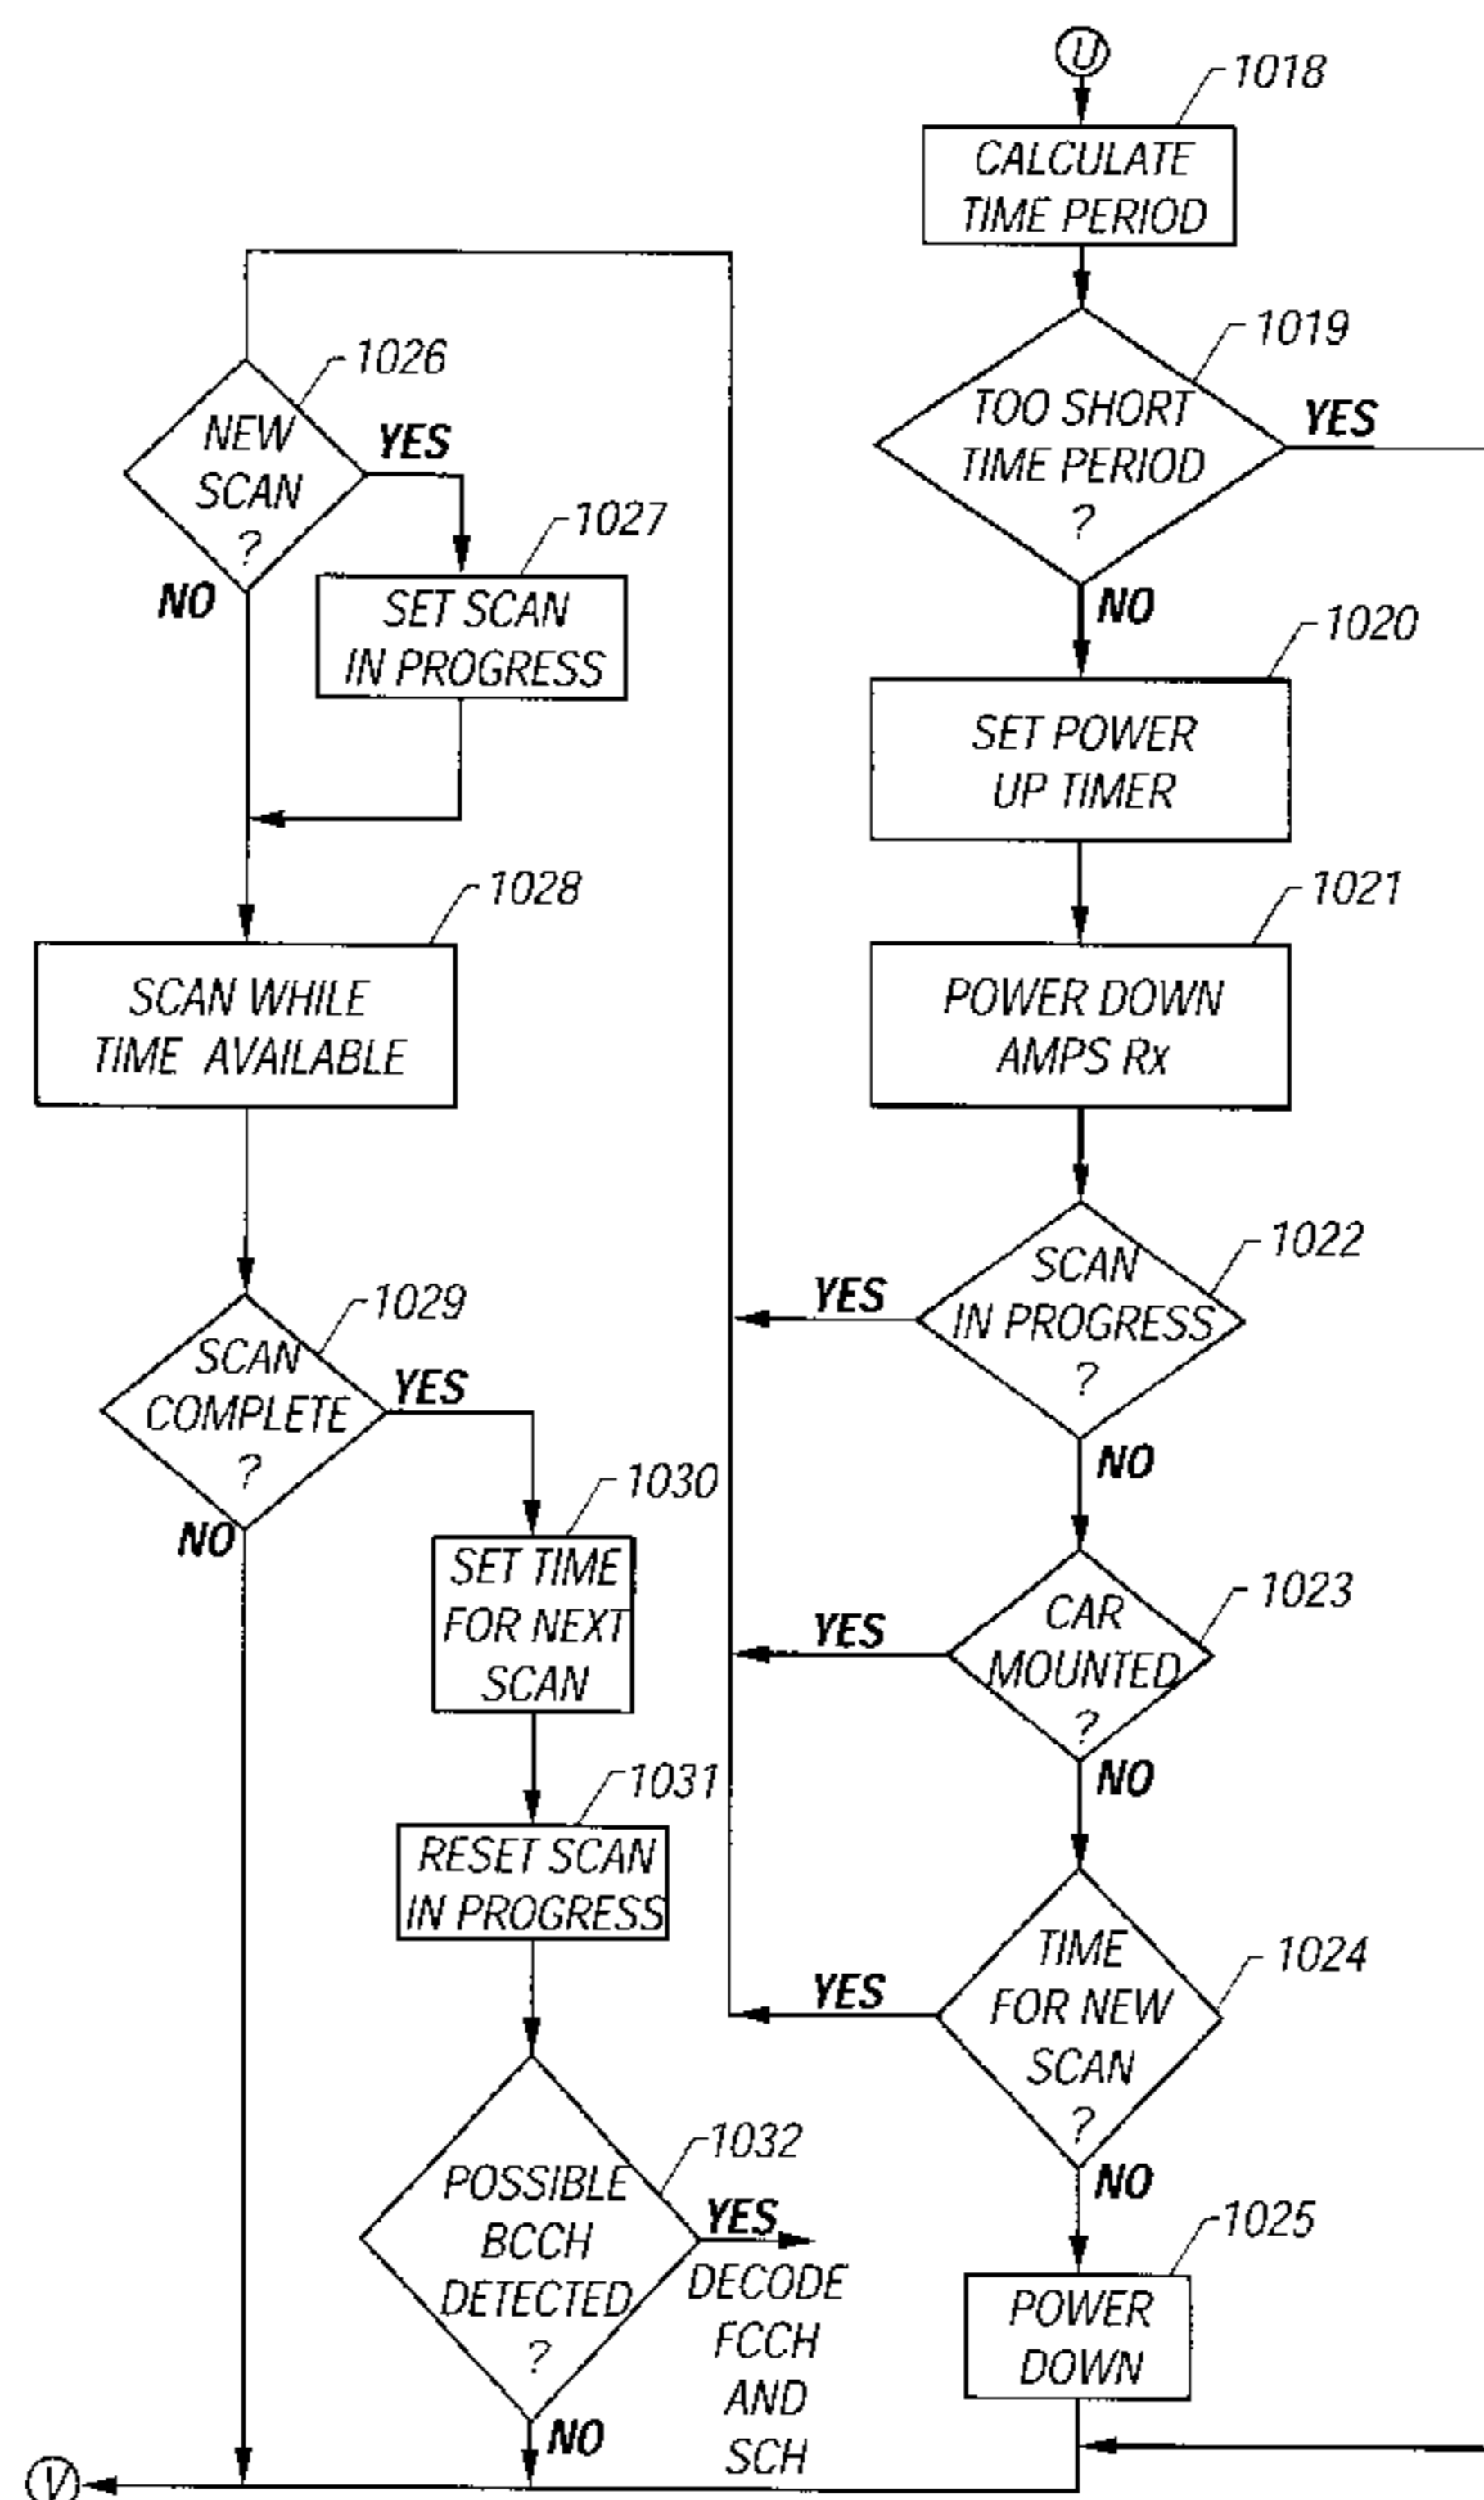 U
1018
CALCULATE
TIME PERIOD
1019
TOO SHORT
TIME PERIOD
?
YES
NO
1020
SET POWER
UP TIMER
1021
POWER DOWN
AMPS Rx
1022
SCAN
IN PROGRESS
?
YES
NO
1023
CAR
MOUNTED
?
YES
NO
1024
TIME
FOR NEW
SCAN
?
YES
NO
1025
POWER
DOWN
1026
NEW
SCAN
?
YES
NO
1027
SET SCAN
IN PROGRESS
1028
SCAN WHILE
TIME AVAILABLE
1029
SCAN
COMPLETE
?
YES
NO
1030
SET TIME
FOR NEXT
SCAN
1031
RESET SCAN
IN PROGRESS
1032
POSSIBLE
BCCH
DETECTED
?
YES
DECODE
FCCH
AND
SCH
NO
V